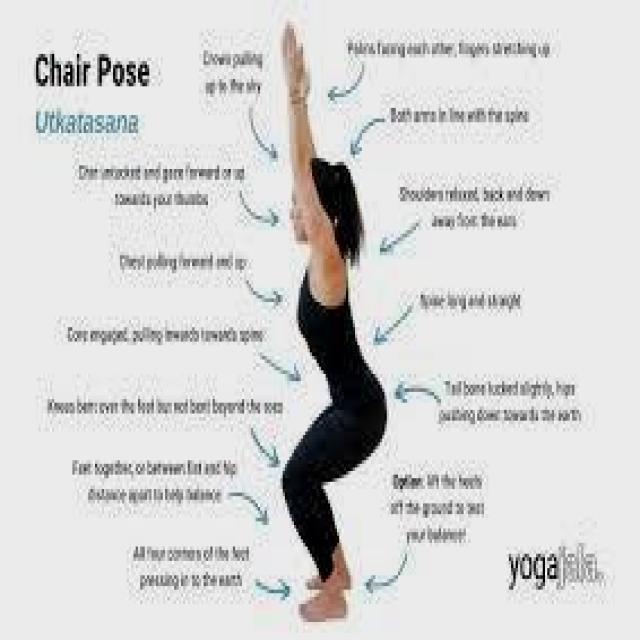 Chair Pose
Utkatasana
Crown pulling
up to the sky
Palms facing each other, fingers stretching up
Both arms in line with the spine
Chin untucked and gaze forward or up
towards your thumbs
Shoulders relaxed, back and down
away from the ears
Chest pulling forward and up
Spine long and straight
Core engaged, pulling inwards towards spine
Tail bone tucked slightly, hips
pushing down towards the earth
Knees bent over the feet but not bent beyond the toes
Feet together, or between fist and hip
distance apart to help balance
Option: lift the heels
off the ground to test
your balance!
All four corners of the feet
pressing in to the earth
yogajala.